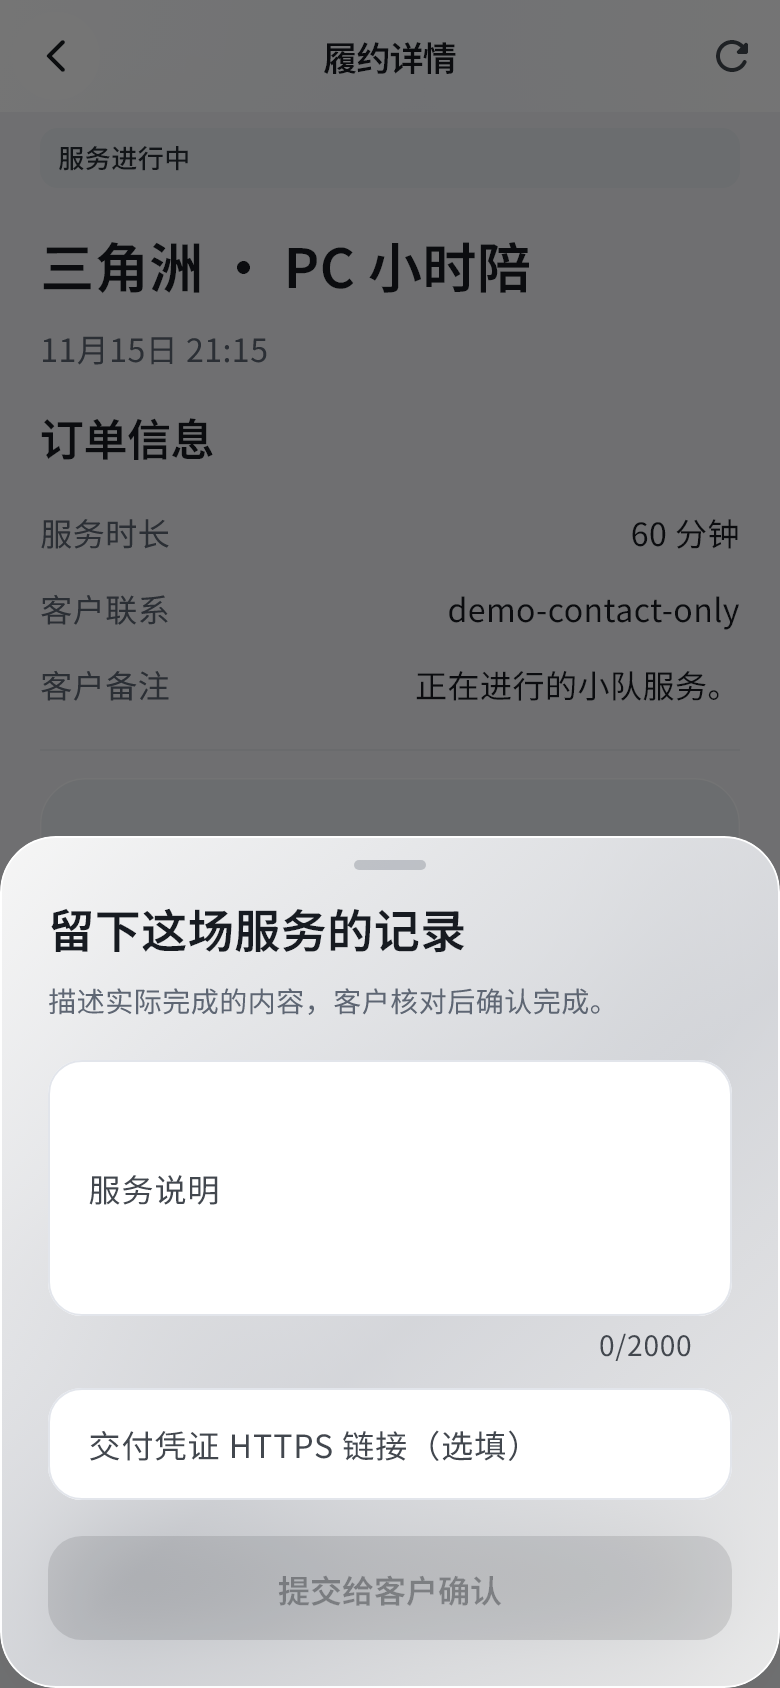 履约详情
服务进行中
三角洲 · PC 小时陪
11月15日 21:15
订单信息
服务时长 60 分钟
客户联系 demo-contact-only
客户备注 正在进行的小队服务。
留下这场服务的记录
描述实际完成的内容，客户核对后确认完成。
服务说明
0/2000
交付凭证 HTTPS 链接（选填）
提交给客户确认